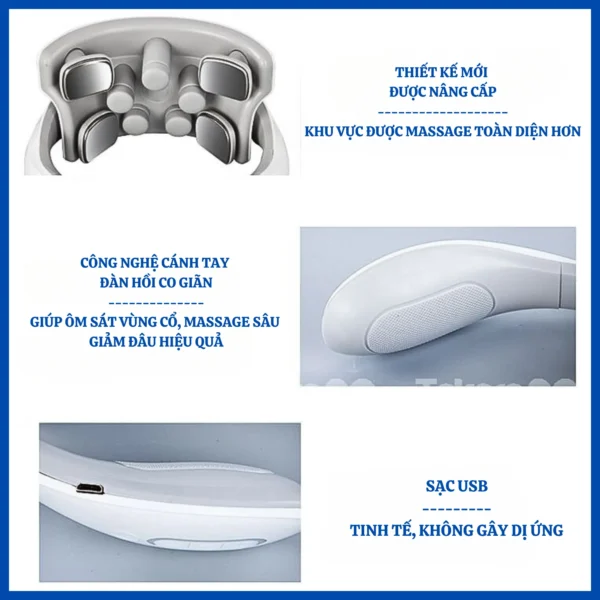 THIẾT KẾ MỚI
ĐƯỢC NÂNG CẤP
KHU VỰC ĐƯỢC MASSAGE TOÀN DIỆN HƠN
CÔNG NGHỆ CÁNH TAY
ĐÀN HỒI CO GIÃN
GIÚP ÔM SÁT VÙNG CỔ, MASSAGE SÂU
GIẢM ĐÂU HIỆU QUẢ
SẠC USB
TINH TẾ, KHÔNG GÂY DỊ ỨNG